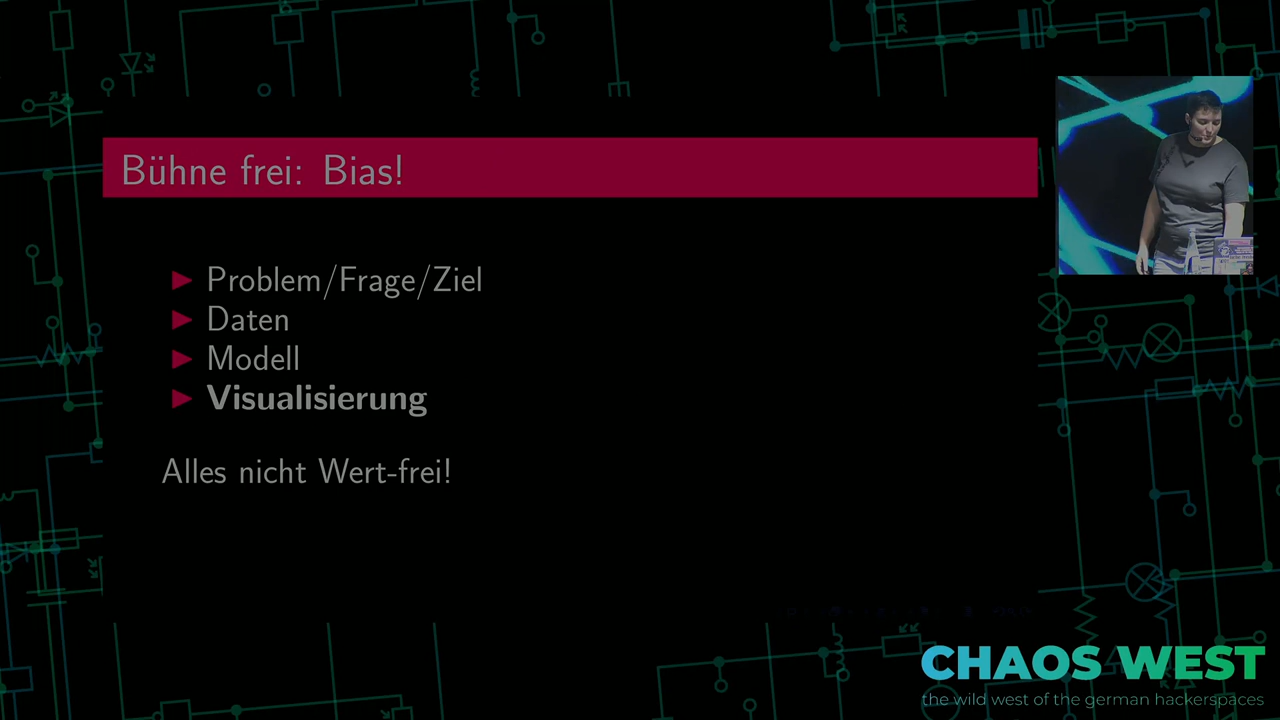 Bühne frei: Bias!
Problem/Frage/Ziel
Daten
Modell
Visualisierung
Alles nicht Wert-frei!
CHAOS WEST
the wild west of the german hackerspaces